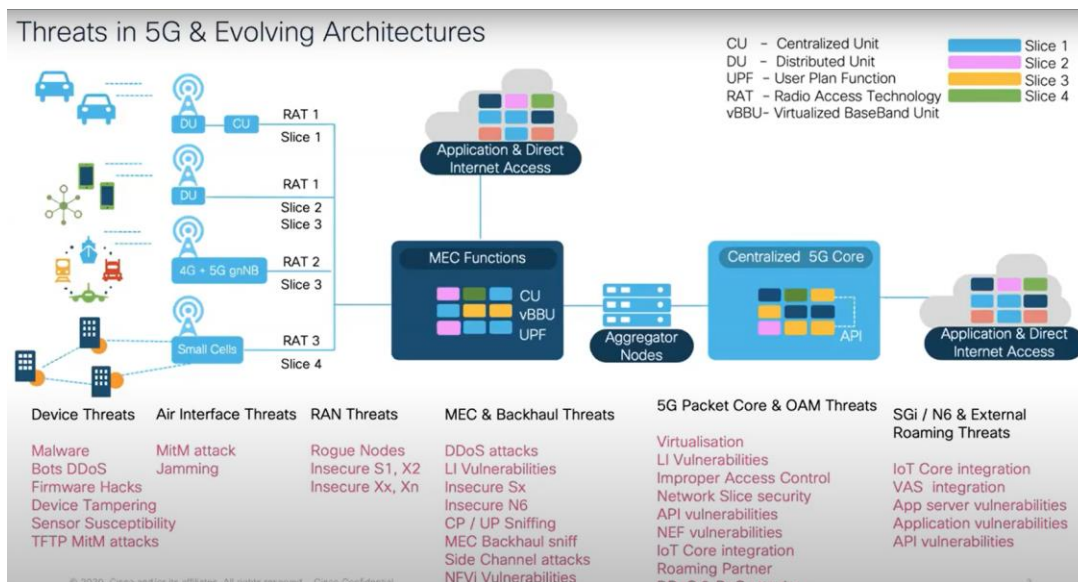 Threats in 5G & Evolving Architectures
CU - Centralized Unit
DU - Distributed Unit
UPF - User Plan Function
RAT - Radio Access Technology
vBBU- Virtualized BaseBand Unit
Slice 1
Slice 2
Slice 3
Slice 4
DU
CU
RAT 1
Slice 1
DU
RAT 1
Slice 2
Slice 3
4G + 5G gnNB
RAT 2
Slice 3
Small Cells
RAT 3
Slice 4
Application & Direct
Internet Access
MEC Functions
CU
vBBU
UPF
Aggregator
Nodes
Centralized 5G Core
API
Application & Direct
Internet Access
Device Threats
Malware
Bots DDoS
Firmware Hacks
Device Tampering
Sensor Susceptibility
TFTP MitM attacks
Air Interface Threats
MitM attack
Jamming
RAN Threats
Rogue Nodes
Insecure S1, X2
Insecure Xx, Xn
MEC & Backhaul Threats
DDoS attacks
LI Vulnerabilities
Insecure Sx
Insecure N6
CP / UP Sniffing
MEC Backhaul sniff
Side Channel attacks
NFVi Vulnerabilities
5G Packet Core & OAM Threats
Virtualisation
LI Vulnerabilities
Improper Access Control
Network Slice security
API vulnerabilities
NEF vulnerabilities
IoT Core integration
Roaming Partner
SGi / N6 & External
Roaming Threats
IoT Core integration
VAS integration
App server vulnerabilities
Application vulnerabilities
API vulnerabilities